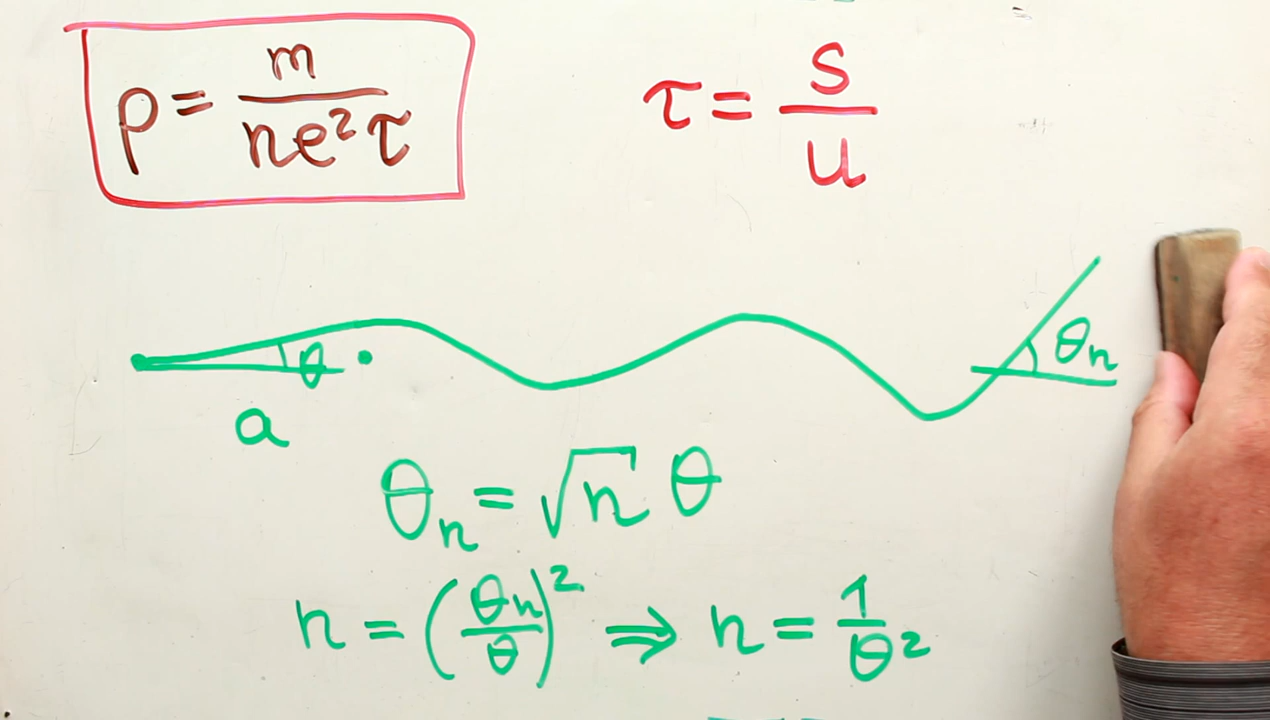 ρ = m / ne²τ
τ = s / u
θ
θₙ
a
θₙ = √n θ
n = (θₙ / θ)² ⇒ n = 1 / θ²